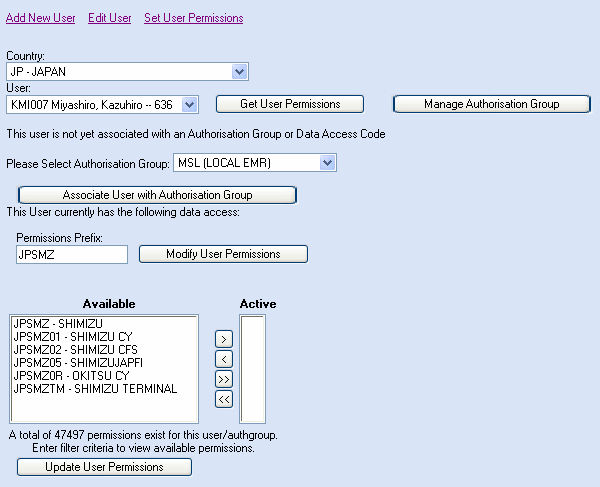 Add New User Edit User Set User Permissions
Country:
JP - JAPAN
User:
KMI007 Miyashiro, Kazuhiro -- 636 Get User Permissions Manage Authorisation Group
This user is not yet associated with an Authorisation Group or Data Access Code
Please Select Authorisation Group: MSL (LOCAL EMR)
Associate User with Authorisation Group
This User currently has the following data access:
Permissions Prefix:
JPSMZ Modify User Permissions
Available Active
JPSMZ - SHIMIZU
JPSMZ01 - SHIMIZU CY
JPSMZ02 - SHIMIZU CFS
JPSMZ05 - SHIMIZUJAPFI
JPSMZ0R - OKITSU CY
JPSMZTM - SHIMIZU TERMINAL
>
<
>>
<<
A total of 47497 permissions exist for this user/authgroup.
Enter filter criteria to view available permissions.
Update User Permissions